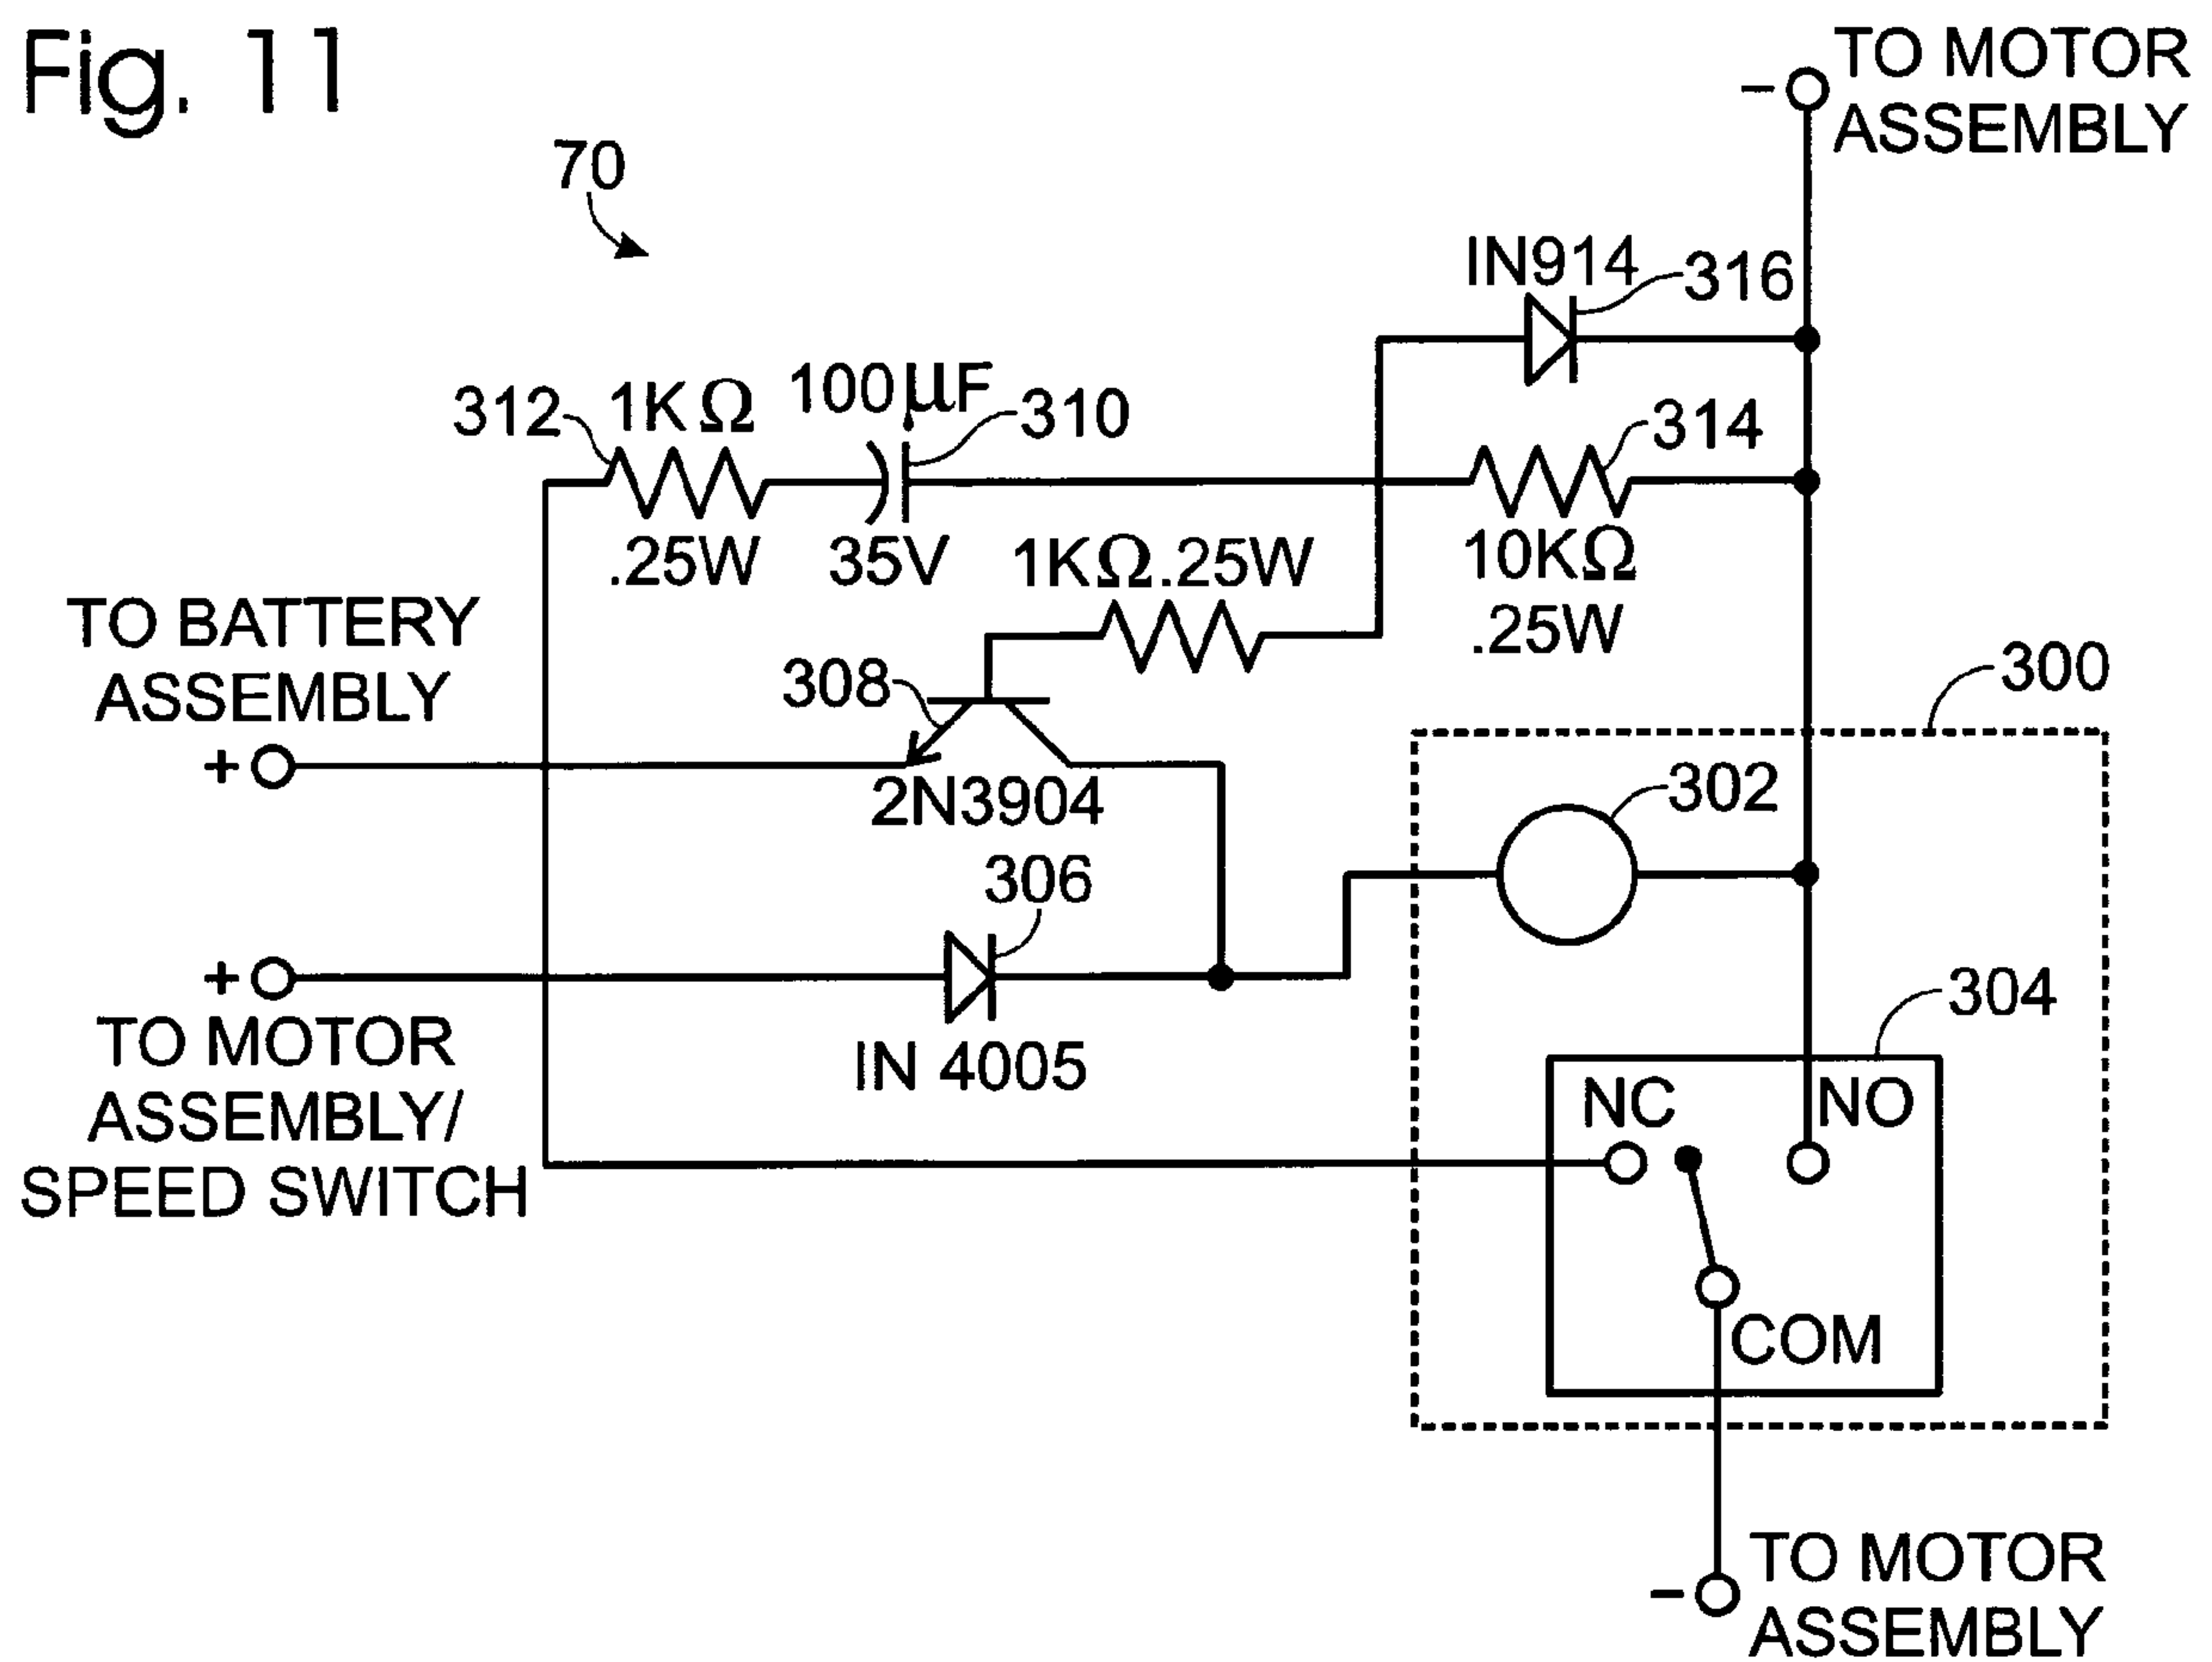 Fig. 11
TO MOTOR
ASSEMBLY
−
70
IN914
316
312
1KΩ
100µF
310
314
.25W
35V
1KΩ.25W
10KΩ
.25W
TO BATTERY
ASSEMBLY
+
308
2N3904
300
302
306
+
IN 4005
TO MOTOR
ASSEMBLY/
SPEED SWITCH
304
NC
NO
COM
−
TO MOTOR
ASSEMBLY